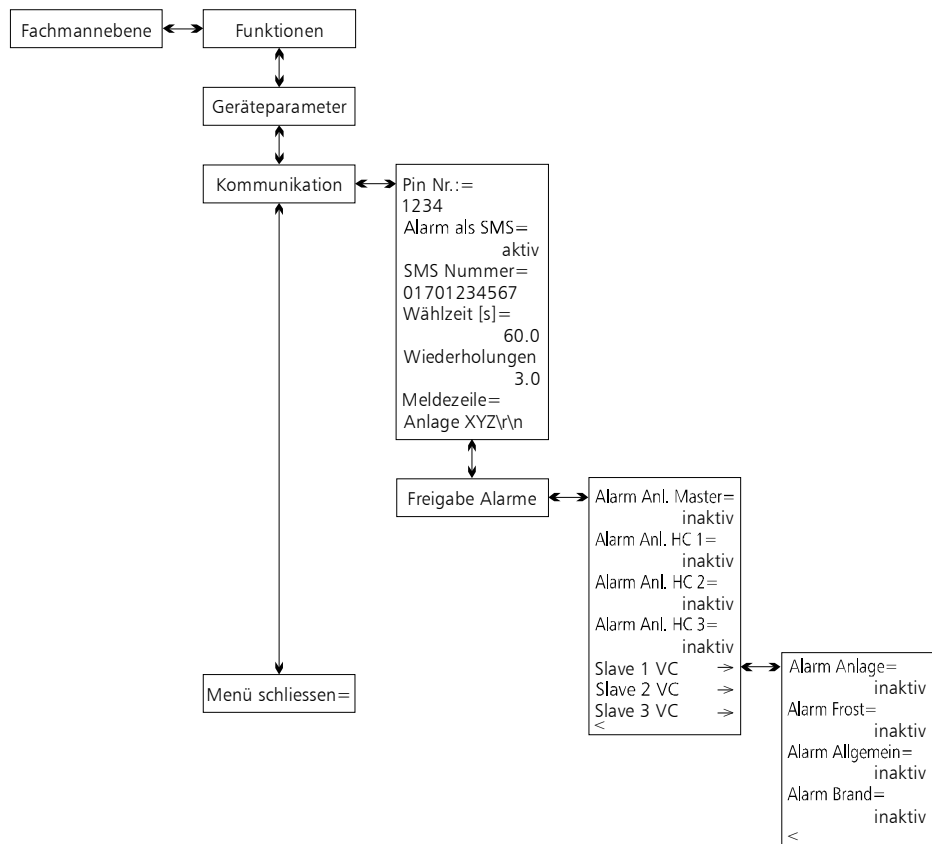 Fachmannebene
Funktionen
Geräteparameter
Kommunikation
Pin Nr.:=
1234
Alarm als SMS=
aktiv
SMS Nummer=
01701234567
Wählzeit [s]=
60.0
Wiederholungen
3.0
Meldezeile=
Anlage XYZ\r\n
Freigabe Alarme
Alarm Anl. Master=
inaktiv
Alarm Anl. HC 1=
inaktiv
Alarm Anl. HC 2=
inaktiv
Alarm Anl. HC 3=
inaktiv
Slave 1 VC →
Slave 2 VC →
Slave 3 VC →
<
Alarm Anlage=
inaktiv
Alarm Frost=
inaktiv
Alarm Allgemein=
inaktiv
Alarm Brand=
inaktiv
<
Menü schliessen=